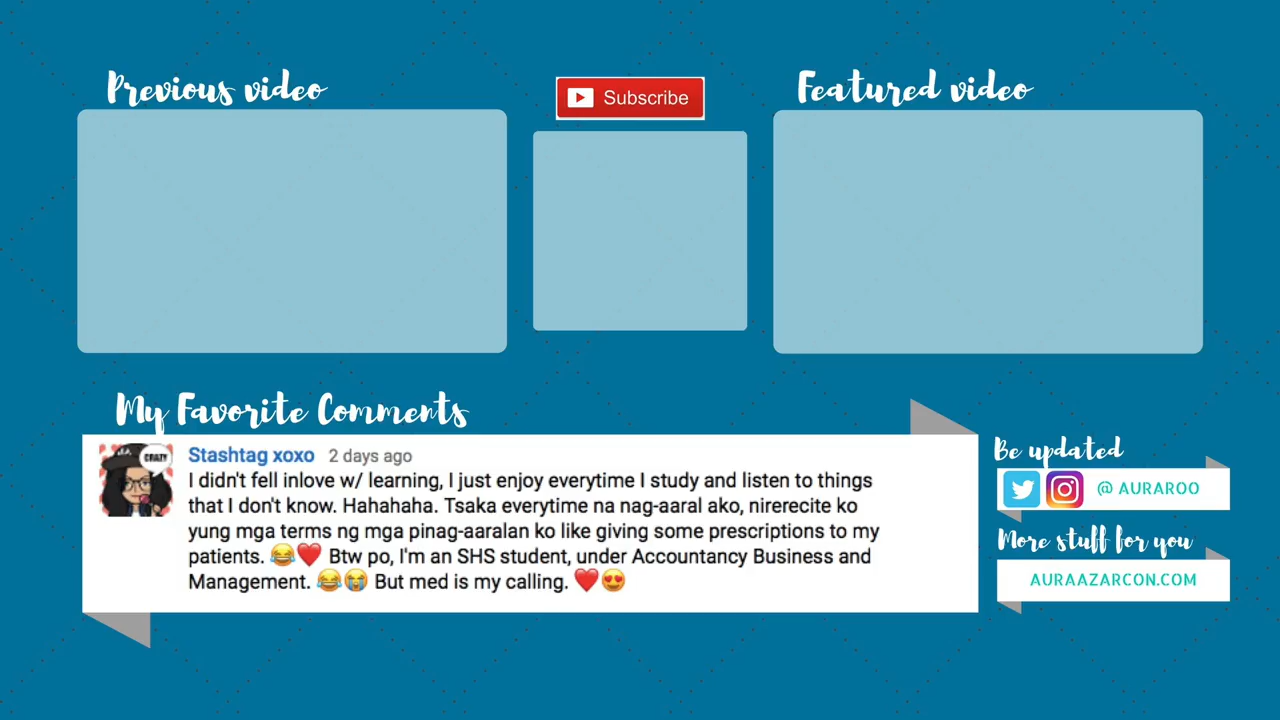 Previous video
Subscribe
Featured video
My Favorite Comments
CRAZY
Stashtag xoxo 2 days ago
I didn't fell inlove w/ learning, I just enjoy everytime I study and listen to things
that I don't know. Hahahaha. Tsaka everytime na nag-aaral ako, nirerecite ko
yung mga terms ng mga pinag-aaralan ko like giving some prescriptions to my
patients. 😂❤️ Btw po, I'm an SHS student, under Accountancy Business and
Management. 😂😭 But med is my calling. ❤️😍
Be updated
@ AURAROO
More stuff for you
AURAAZARCON.COM